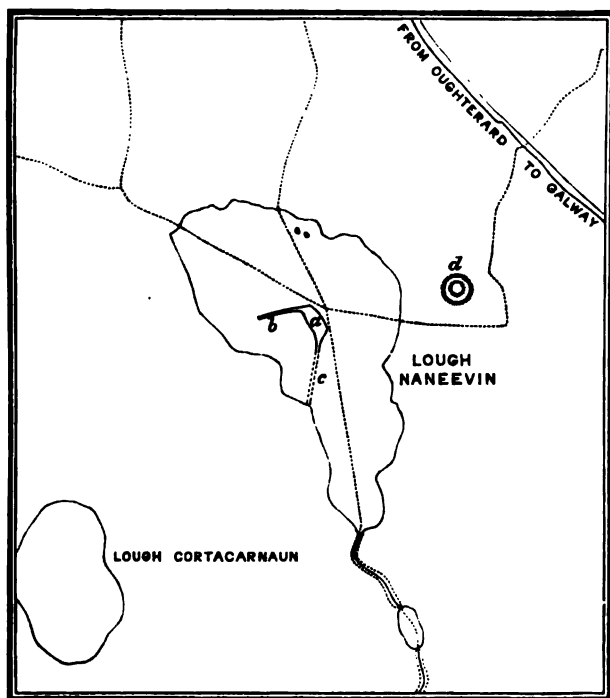 FROM OUGHTERARD
TO GALWAY
d
b
a
c
LOUGH
NANEEVIN
LOUGH CORTACARNAUN